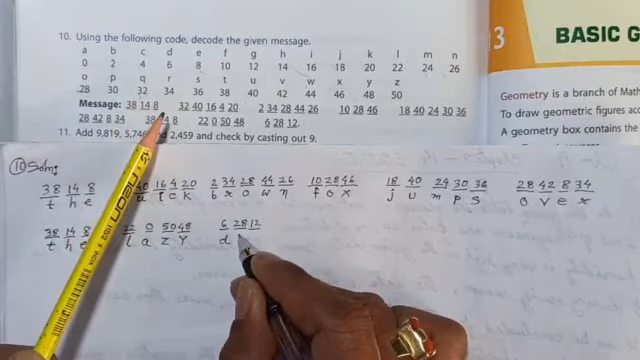 10. Using the following code, decode the given message.
a b c d e f g h i j k l m n
0 2 4 6 8 10 12 14 16 18 20 22 24 26
o p q r s t u v w x y z
28 30 32 34 36 38 40 42 44 46 48 50
Message: 38 14 8 32 40 16 4 20 2 34 28 44 26 10 28 46 18 40 24 30 36
28 42 8 34 38 8 22 0 50 48 6 28 12.
11. Add 9,819, 5,746 and 2,459 and check by casting out 9.
3
BASIC G
Geometry is a branch of Math
To draw geometric figures acc
A geometry box contains the
10 Soln:
38 14 8 40 16 4 20 2 34 28 44 26 10 28 46 18 40 24 30 36 28 42 8 34
t h e u i c k b r o w n f o x j u m p s o v e r
38 14 8 22 0 50 48 6 28 12
t h e l a z y d
neon HB2 x BOX